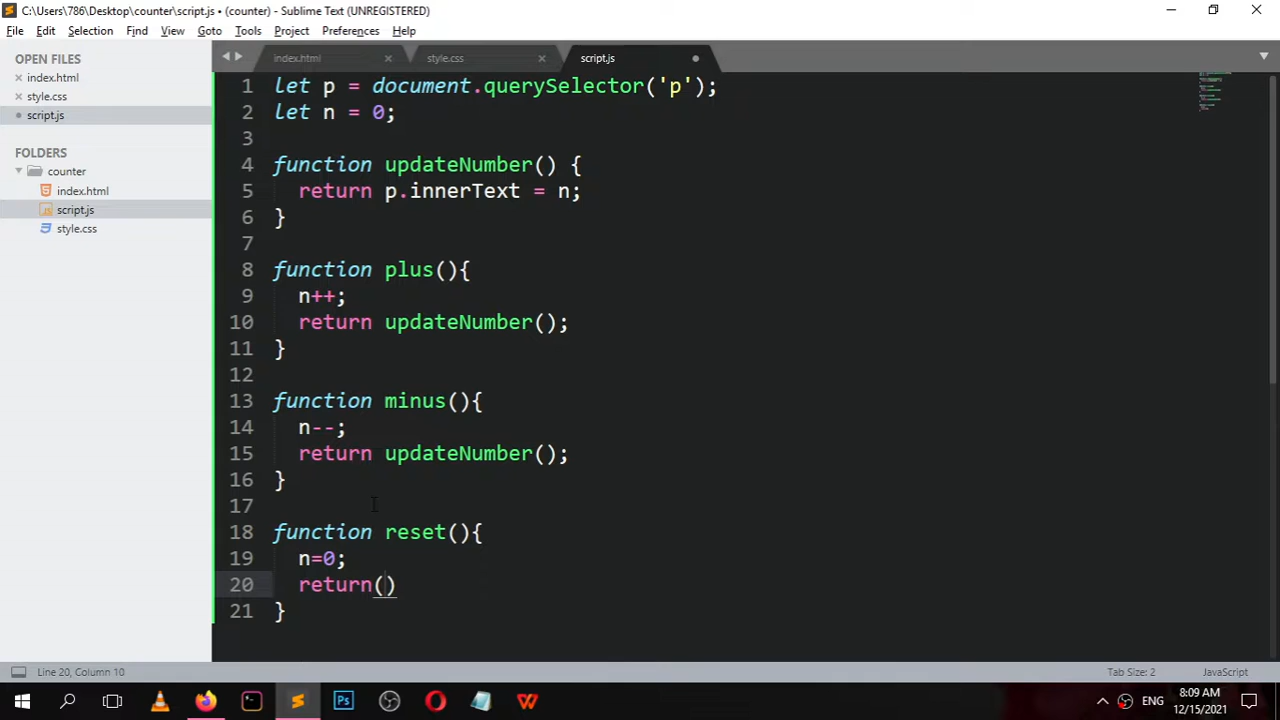 C:\Users\786\Desktop\counter\script.js • (counter) - Sublime Text (UNREGISTERED)
File Edit Selection Find View Goto Tools Project Preferences Help
OPEN FILES
index.html
style.css
script.js
FOLDERS
counter
index.html
script.js
style.css
index.html style.css script.js
1 let p = document.querySelector('p');
2 let n = 0;
3
4 function updateNumber() {
5 return p.innerText = n;
6 }
7
8 function plus(){
9 n++;
10 return updateNumber();
11 }
12
13 function minus(){
14 n--;
15 return updateNumber();
16 }
17
18 function reset(){
19 n=0;
20 return()
21 }
Line 20, Column 10 Tab Size: 2 JavaScript
Ps
ENG
8:09 AM
12/15/2021